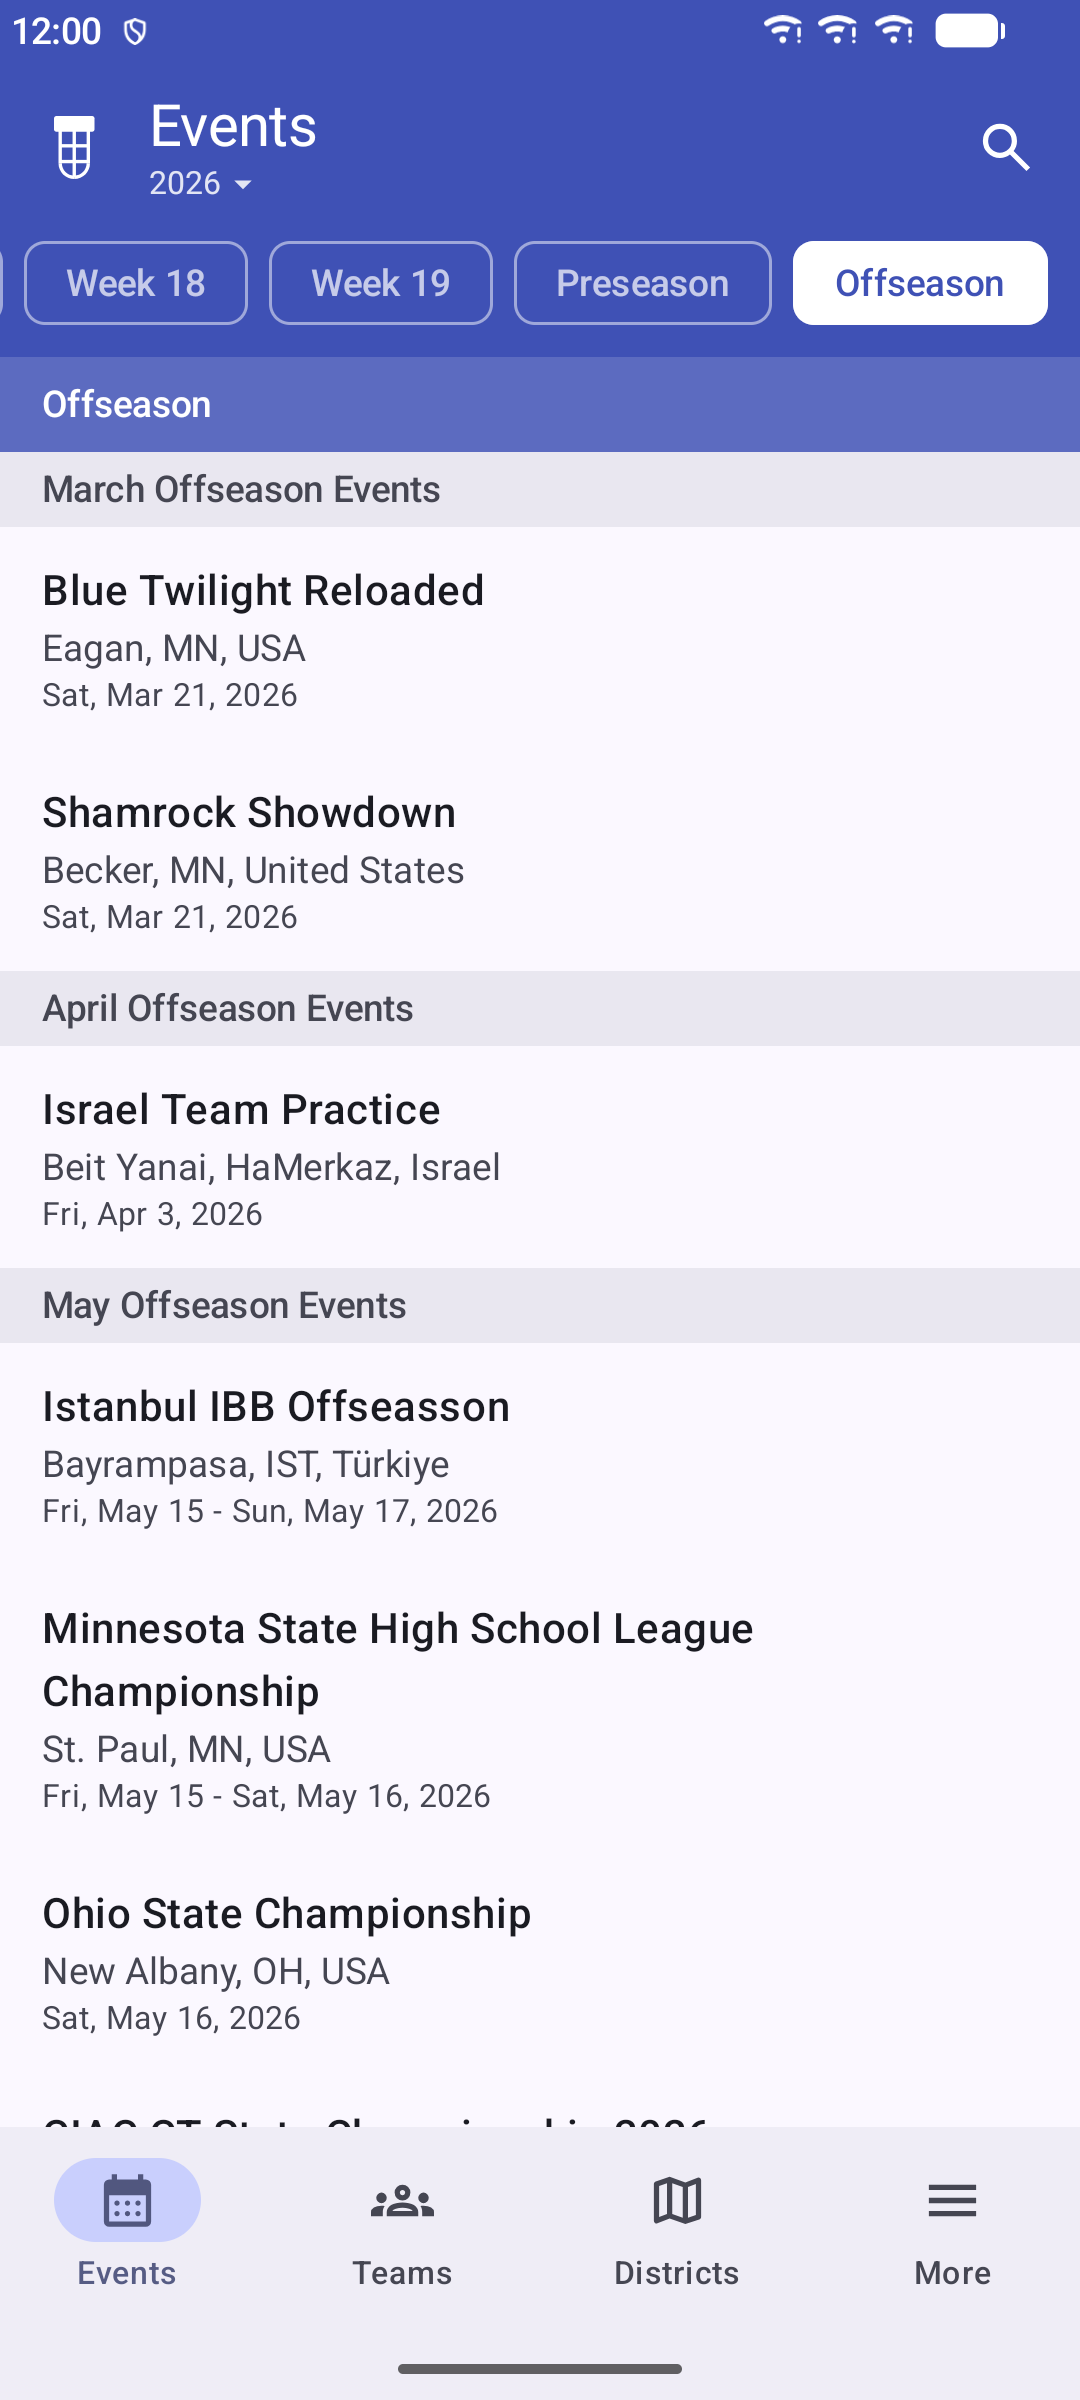 12:00
Events
2026
Week 18
Week 19
Preseason
Offseason
Offseason
March Offseason Events
Blue Twilight Reloaded
Eagan, MN, USA
Sat, Mar 21, 2026
Shamrock Showdown
Becker, MN, United States
Sat, Mar 21, 2026
April Offseason Events
Israel Team Practice
Beit Yanai, HaMerkaz, Israel
Fri, Apr 3, 2026
May Offseason Events
Istanbul IBB Offseasson
Bayrampasa, IST, Türkiye
Fri, May 15 - Sun, May 17, 2026
Minnesota State High School League
Championship
St. Paul, MN, USA
Fri, May 15 - Sat, May 16, 2026
Ohio State Championship
New Albany, OH, USA
Sat, May 16, 2026
Events
Teams
Districts
More